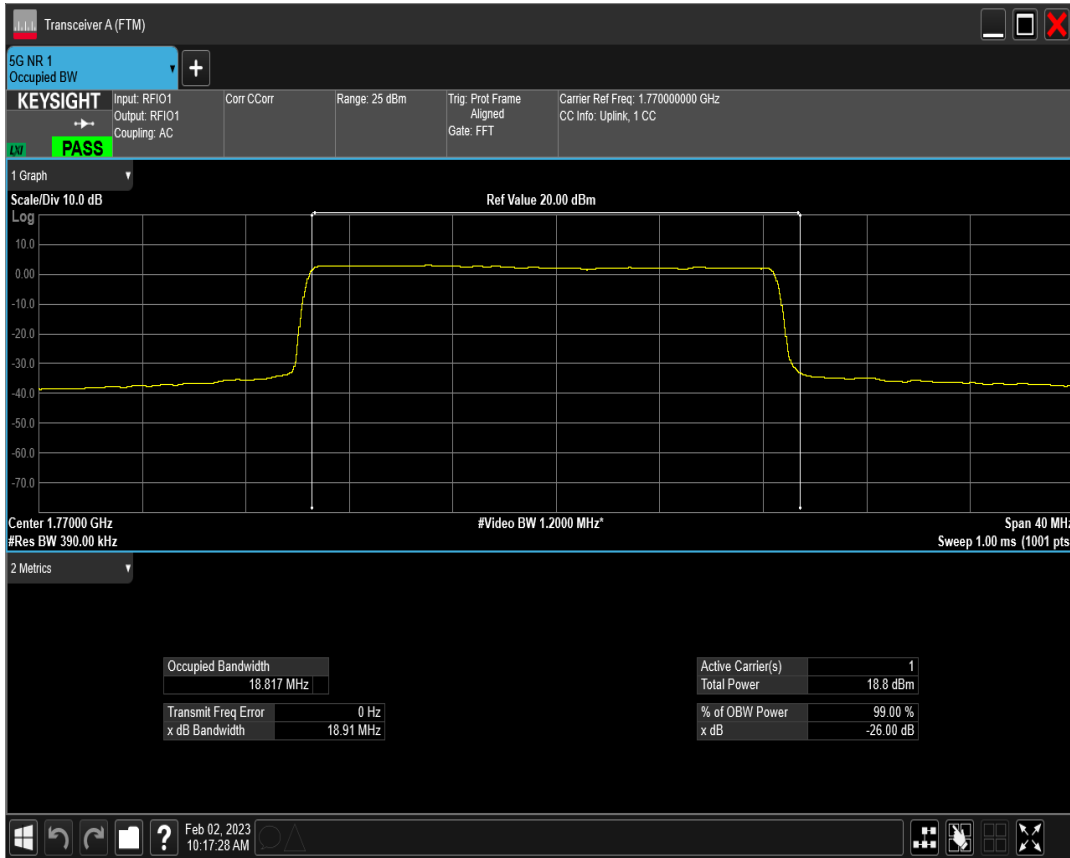 Transceiver A (FTM)
5G NR 1
Occupied BW
+
KEYSIGHT
Input: RFIO1
Output: RFIO1
Coupling: AC
Corr CCorr
Range: 25 dBm
Trig: Prot Frame
Aligned
Gate: FFT
Carrier Ref Freq: 1.770000000 GHz
CC Info: Uplink, 1 CC
LXI
PASS
1 Graph
Scale/Div 10.0 dB
Ref Value 20.00 dBm
Log
10.0
0.00
-10.0
-20.0
-30.0
-40.0
-50.0
-60.0
-70.0
Center 1.77000 GHz
#Video BW 1.2000 MHz*
Span 40 MHz
#Res BW 390.00 kHz
Sweep 1.00 ms (1001 pts
2 Metrics
Occupied Bandwidth
18.817 MHz
Transmit Freq Error 0 Hz
x dB Bandwidth 18.91 MHz
Active Carrier(s) 1
Total Power 18.8 dBm
% of OBW Power 99.00 %
x dB -26.00 dB
?
Feb 02, 2023
10:17:28 AM